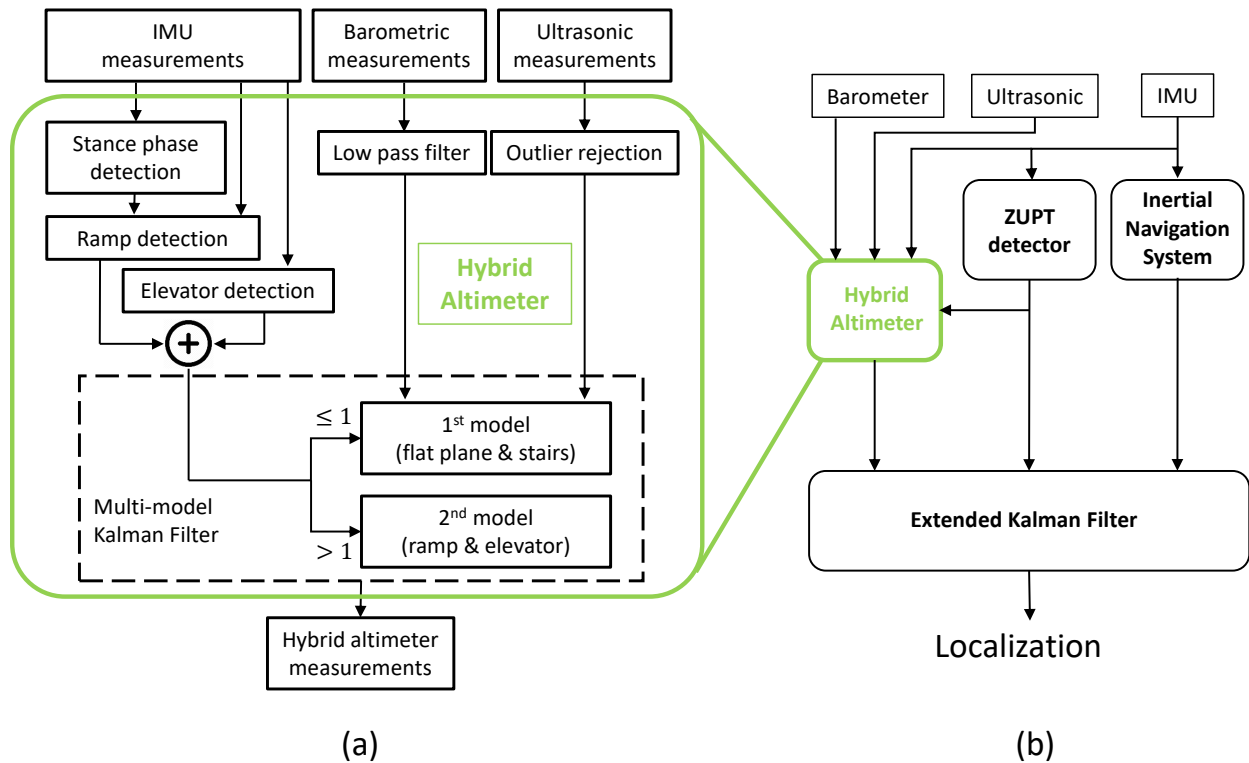 IMU
measurements
Barometric
measurements
Ultrasonic
measurements
Stance phase
detection
Low pass filter
Outlier rejection
Ramp detection
Elevator detection
Hybrid
Altimeter
+
≤ 1
1st model
(flat plane & stairs)
Multi-model
Kalman Filter
> 1
2nd model
(ramp & elevator)
Hybrid altimeter
measurements
(a)
Barometer
Ultrasonic
IMU
ZUPT
detector
Inertial
Navigation
System
Hybrid
Altimeter
Extended Kalman Filter
Localization
(b)